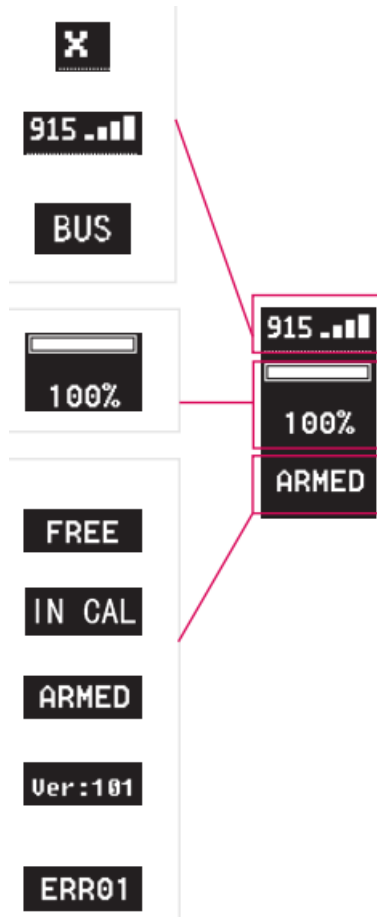 X
915
BUS
100%
FREE
IN CAL
ARMED
Ver:101
ERR01
915
100%
ARMED